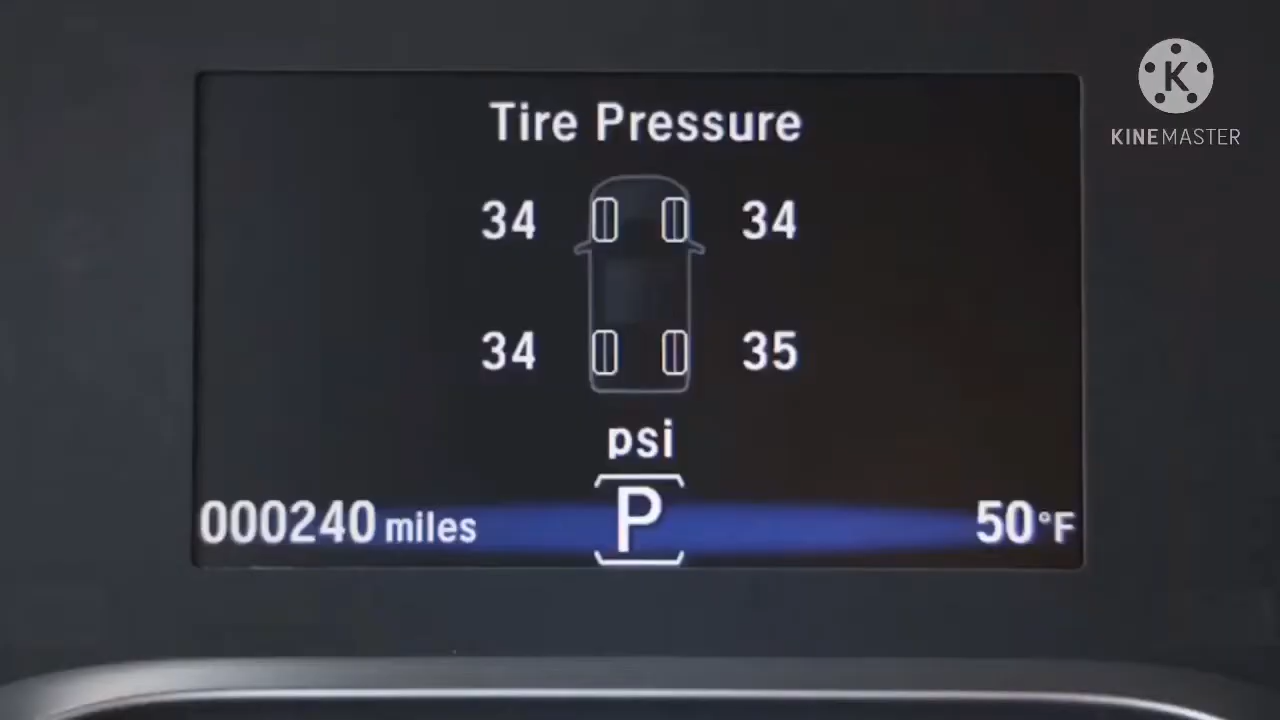 Tire Pressure
34 34
34 35
psi
P
000240 miles
50°F
K
KINEMASTER